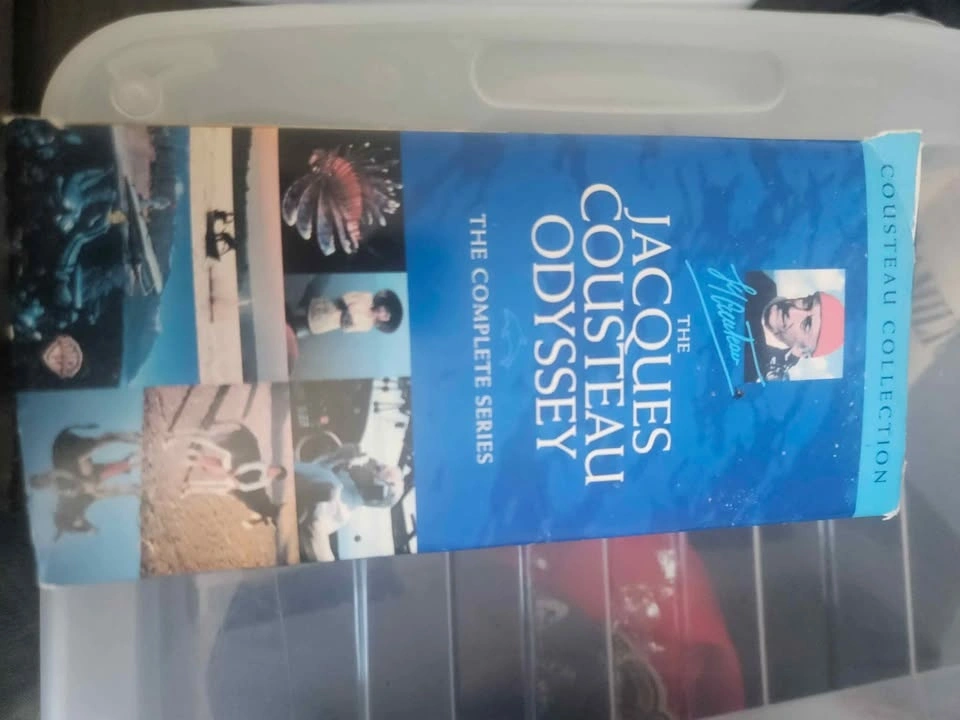 COUSTEAU COLLECTION
THE
JACQUES
COUSTEAU
ODYSSEY
THE COMPLETE SERIES